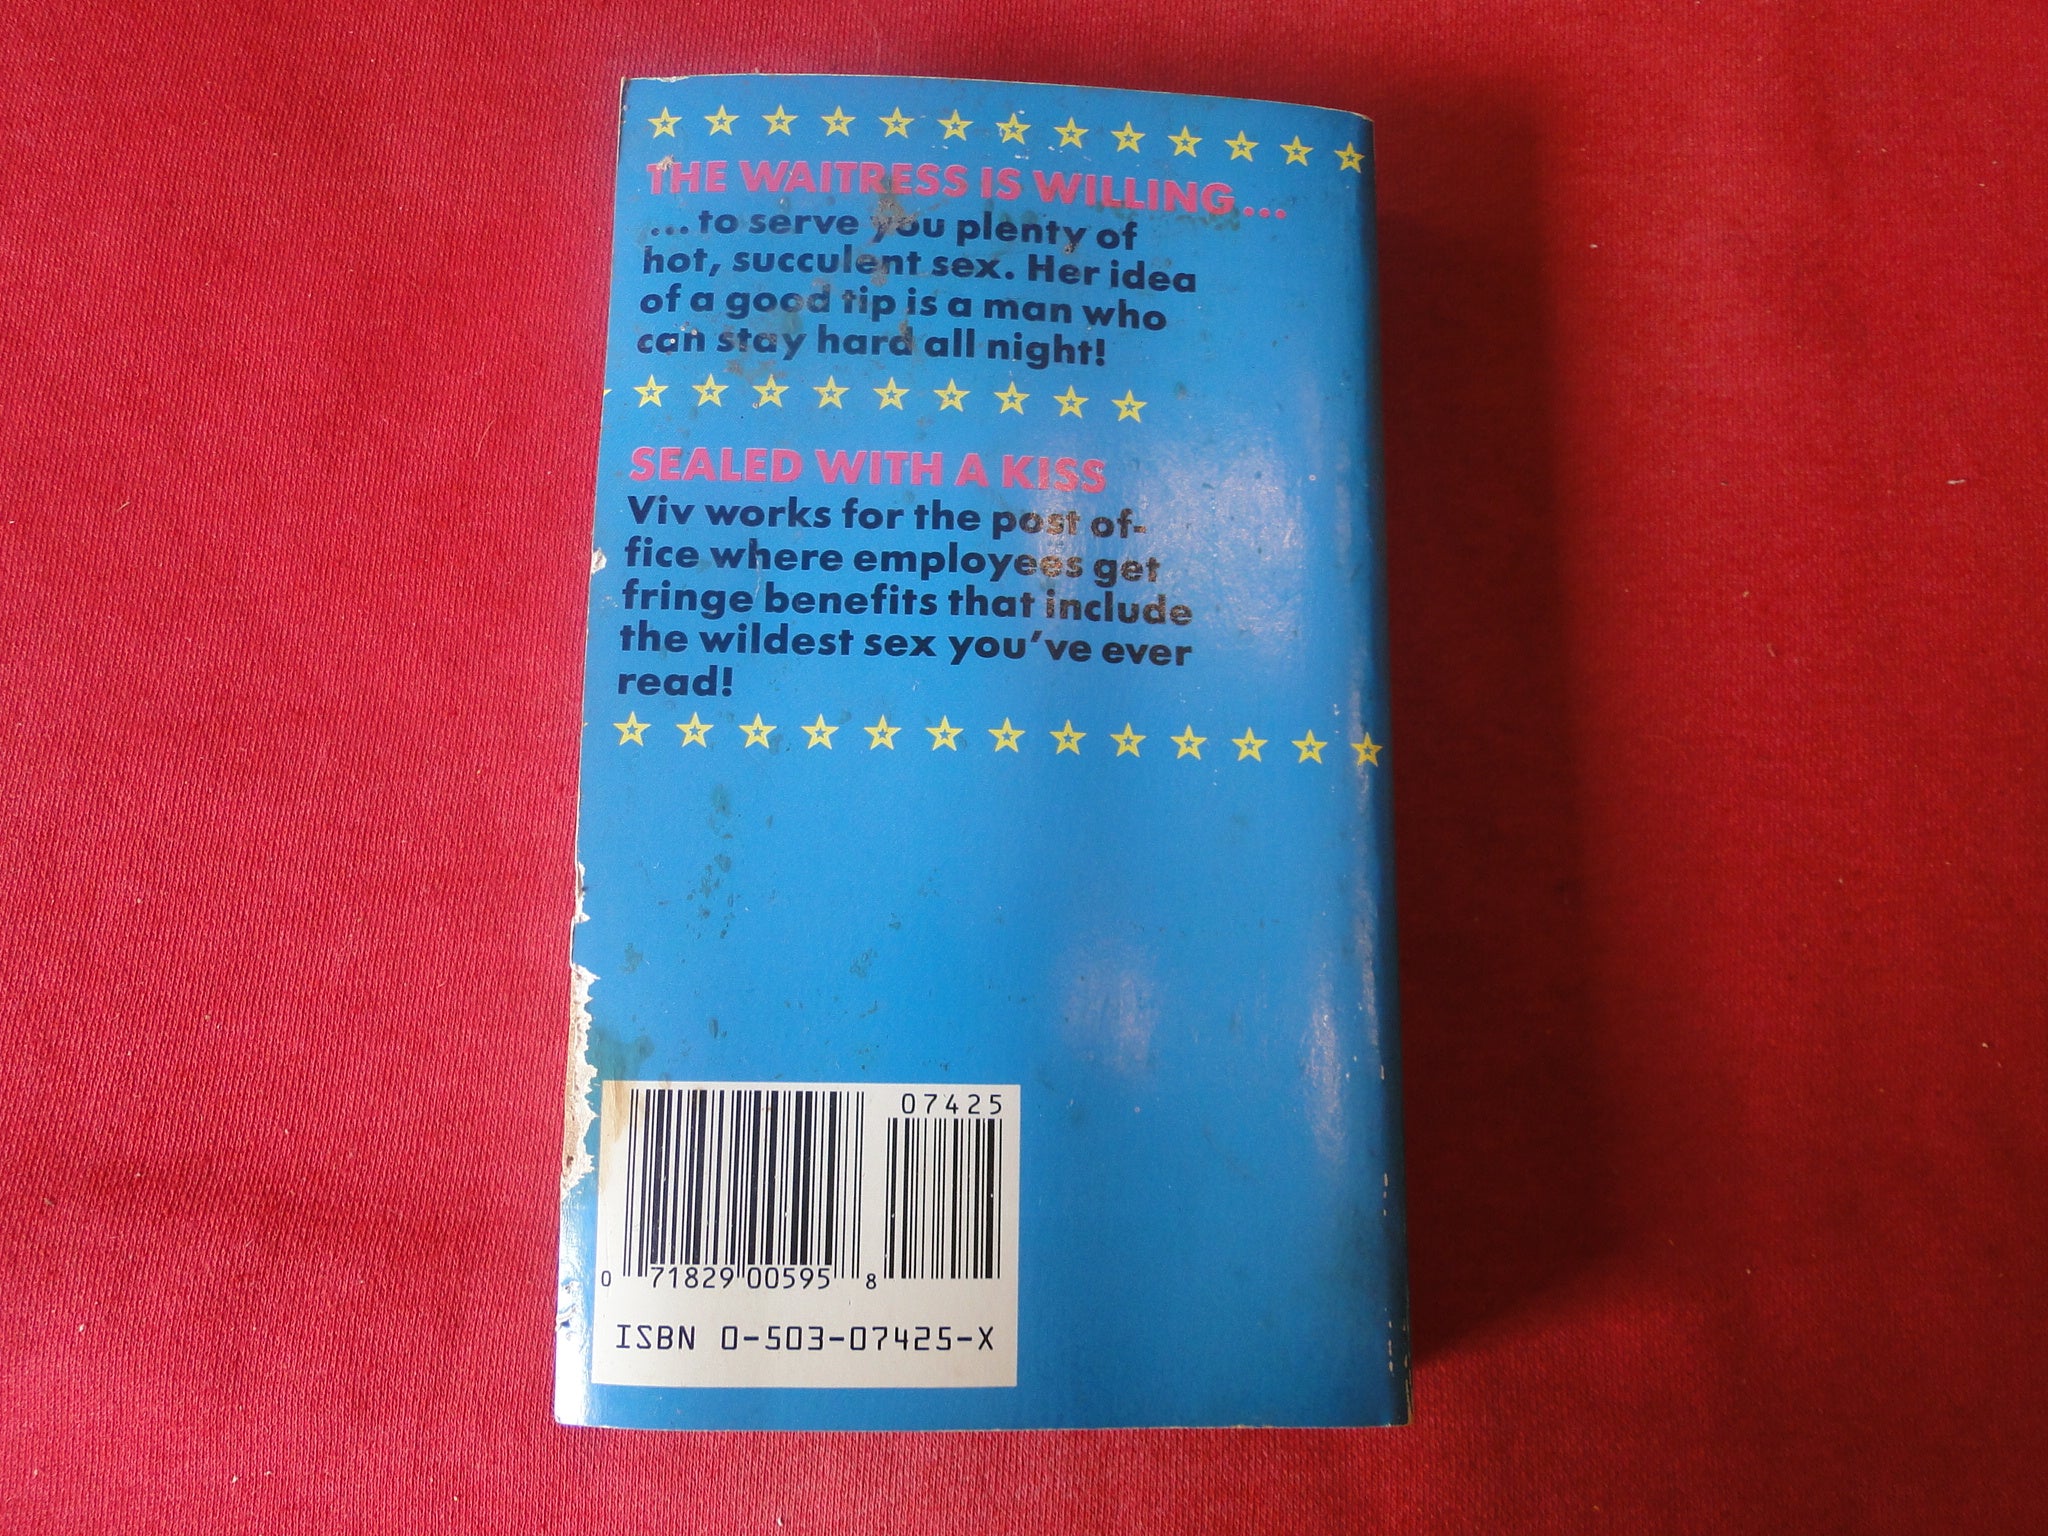 THE WAITRESS IS WILLING...
...to serve you plenty of
hot, succulent sex. Her idea
of a good tip is a man who
can stay hard all night!
SEALED WITH A KISS
Viv works for the post of-
fice where employees get
fringe benefits that include
the wildest sex you've ever
read!
07425
0 71829 00595 8
ISBN 0-503-07425-X